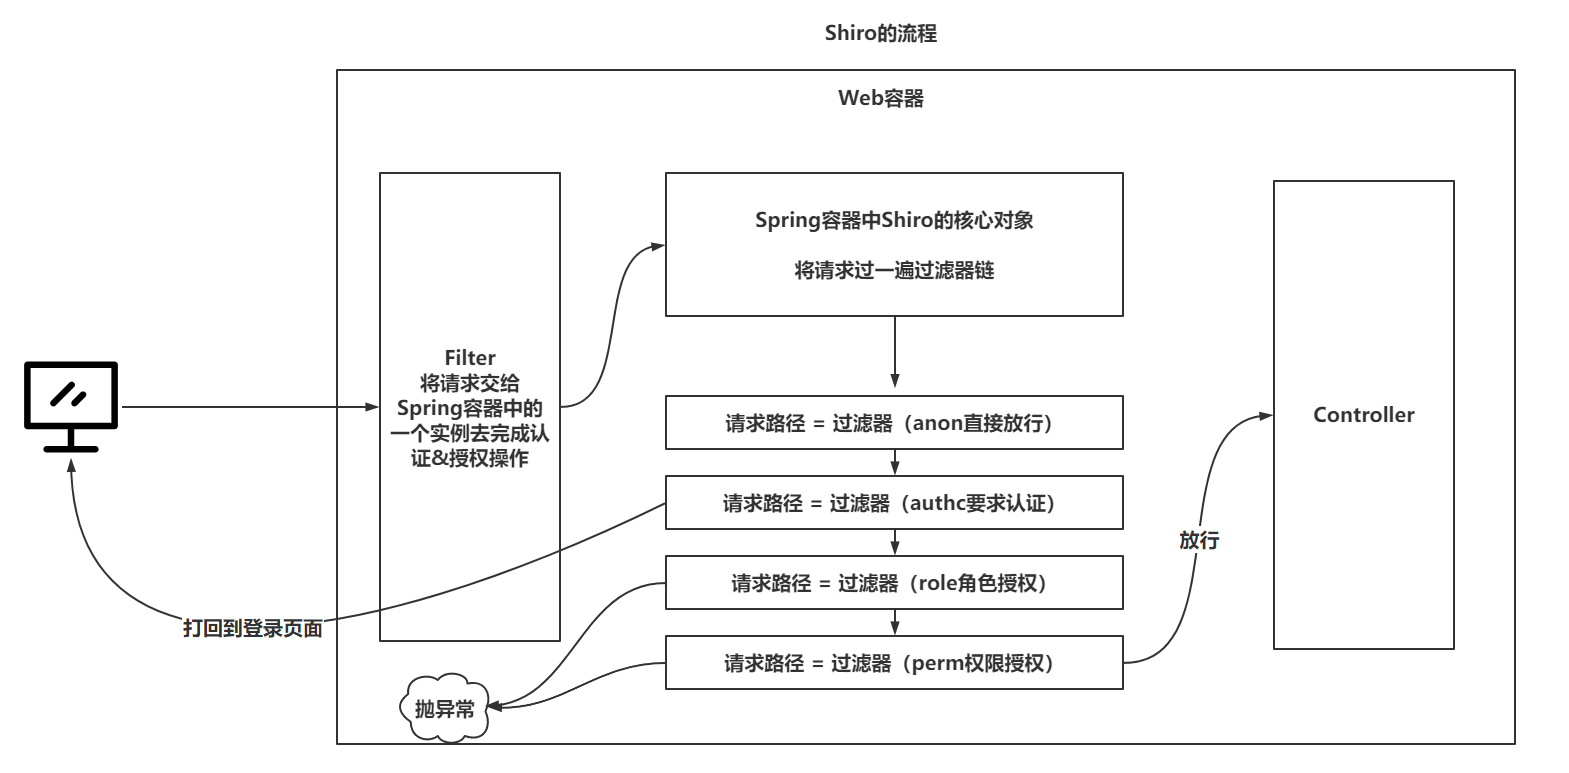 Shiro的流程
Web容器
Filter
将请求交给
Spring容器中的
一个实例去完成认
证&授权操作
Spring容器中Shiro的核心对象
将请求过一遍过滤器链
请求路径 = 过滤器（anon直接放行）
请求路径 = 过滤器（authc要求认证）
请求路径 = 过滤器（role角色授权）
请求路径 = 过滤器（perm权限授权）
放行
Controller
打回到登录页面
抛异常